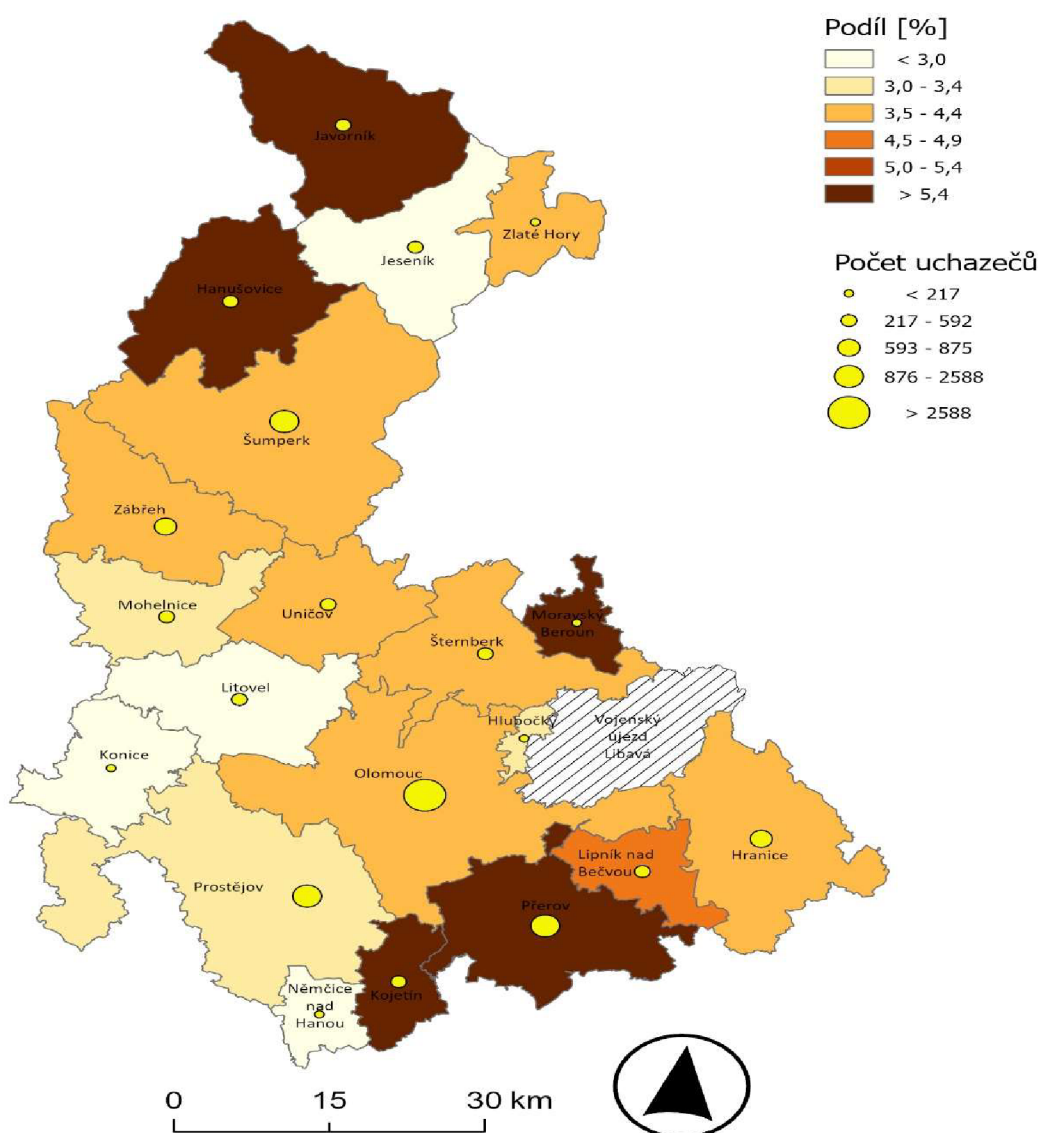 Podíl [%]
< 3,0
3,0 - 3,4
3,5 - 4,4
4,5 - 4,9
5,0 - 5,4
> 5,4
Počet uchazečů
< 217
217 - 592
593 - 875
876 - 2588
> 2588
Javorník
Zlaté Hory
Jeseník
Hanušovice
Šumperk
Zábřeh
Mohelnice
Uničov
Moravský
Beroun
Šternberk
Litovel
Hlubočky
Vojenský
újezd
Libavá
Konice
Olomouc
Lipník nad
Bečvou
Hranice
Prostějov
Přerov
Kojetín
Němčice
nad
Hanou
0 15 30 km